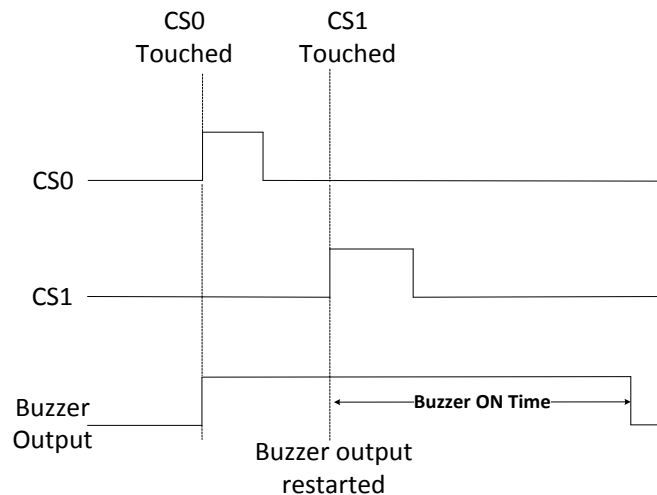 CS0
Touched
CS1
Touched
CS0
CS1
Buzzer
Output
Buzzer ON Time
Buzzer output
restarted